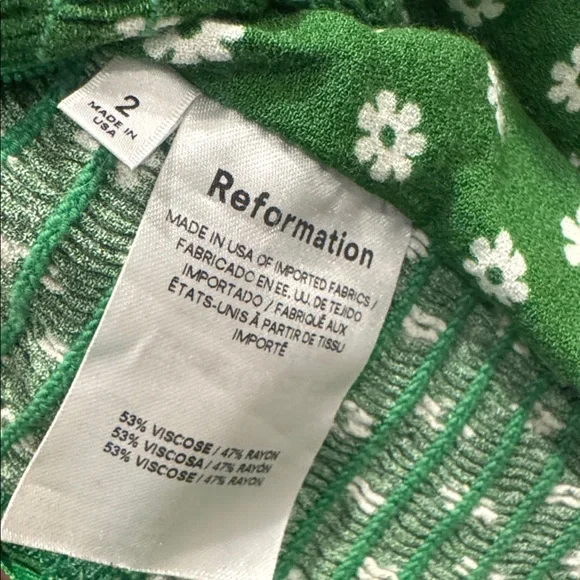 2
MADE IN
USA
Reformation
MADE IN USA OF IMPORTED FABRICS /
FABRICADO EN EE. UU. DE TEJIDO
IMPORTADO / FABRIQUÉ AUX
ÉTATS-UNIS À PARTIR DE TISSU
IMPORTÉ
53% VISCOSE / 47% RAYON
53% VISCOSA / 47% RAYÓN
53% VISCOSE / 47% RAYON